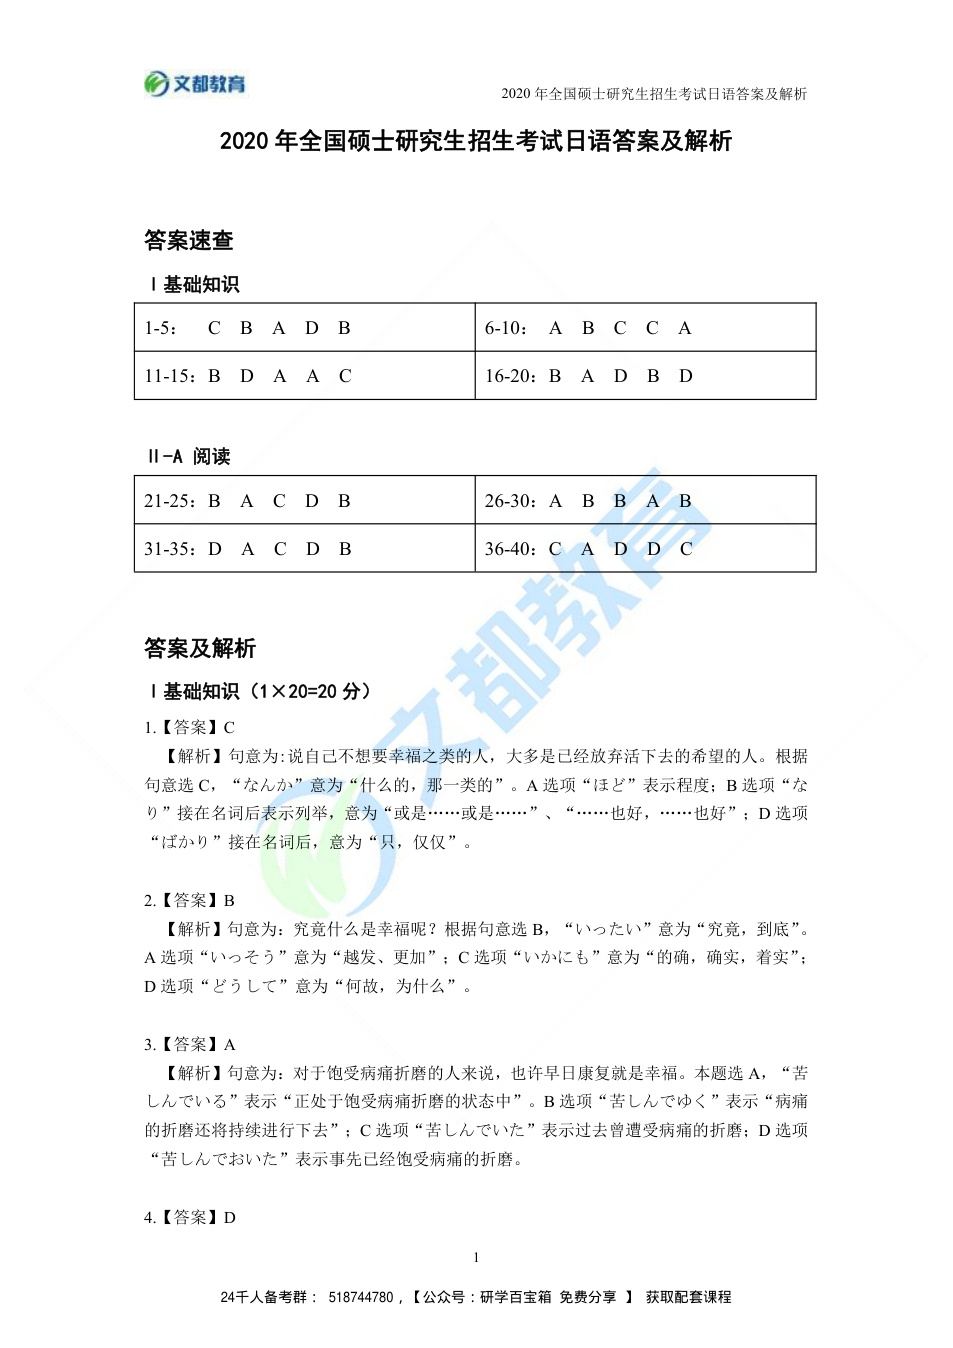 文都教育
2020 年全国硕士研究生招生考试日语答案及解析
2020 年全国硕士研究生招生考试日语答案及解析
答案速查
Ⅰ基础知识
1-5： C B A D B
6-10： A B C C A
11-15：B D A A C
16-20：B A D B D
Ⅱ-A 阅读
21-25：B A C D B
26-30：A B B A B
31-35：D A C D B
36-40：C A D D C
答案及解析
Ⅰ基础知识（1×20=20 分）
1.【答案】C
【解析】句意为:说自己不想要幸福之类的人，大多是已经放弃活下去的希望的人。根据
句意选 C，“なんか”意为“什么的，那一类的”。A 选项“ほど”表示程度；B 选项“な
り”接在名词后表示列举，意为“或是……或是……”、“……也好，……也好”；D 选项
“ばかり”接在名词后，意为“只，仅仅”。
2.【答案】B
【解析】句意为：究竟什么是幸福呢？根据句意选 B，“いったい”意为“究竟，到底”。
A 选项“いっそう”意为“越发、更加”；C 选项“いかにも”意为“的确，确实，着实”；
D 选项“どうして”意为“何故，为什么”。
3.【答案】A
【解析】句意为：对于饱受病痛折磨的人来说，也许早日康复就是幸福。本题选 A，“苦
しんでいる”表示“正处于饱受病痛折磨的状态中”。B 选项“苦しんでゆく”表示“病痛
的折磨还将持续进行下去”；C 选项“苦しんでいた”表示过去曾遭受病痛的折磨；D 选项
“苦しんでおいた”表示事先已经饱受病痛的折磨。
4.【答案】D
文都教育
1
24千人备考群： 518744780，【公众号：研学百宝箱 免费分享 】 获取配套课程